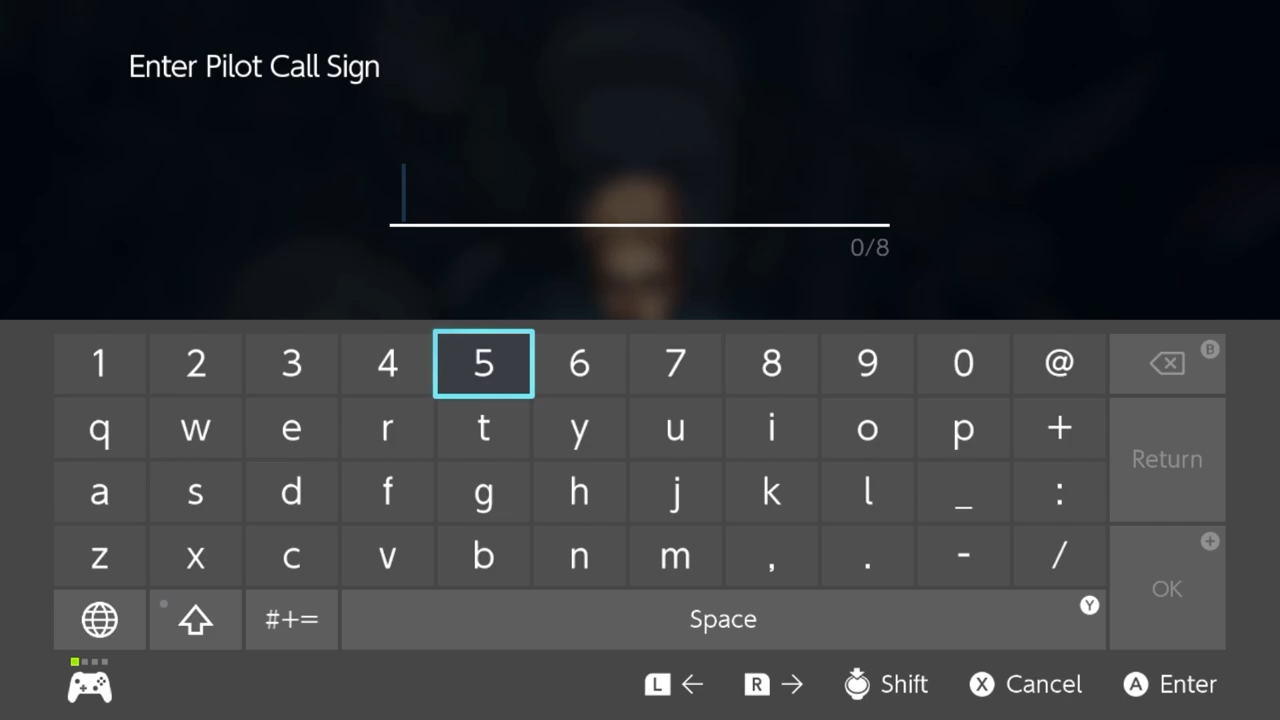 Enter Pilot Call Sign
0/8
1 2 3 4 5 6 7 8 9 0 @ B
q w e r t y u i o p +
Return
a s d f g h j k l _ :
z x c v b n m , . - / +
OK
#+= Space Y
L ← R → Shift X Cancel A Enter